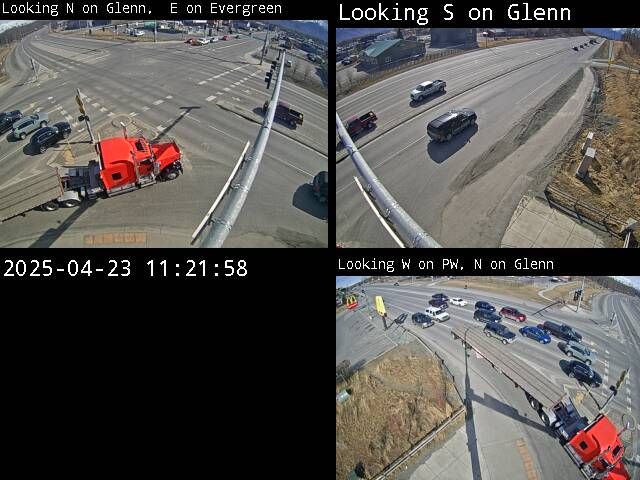 Looking N on Glenn,  E on Evergreen
Looking S on Glenn
2025-04-23 11:21:58
Looking W on PW, N on Glenn